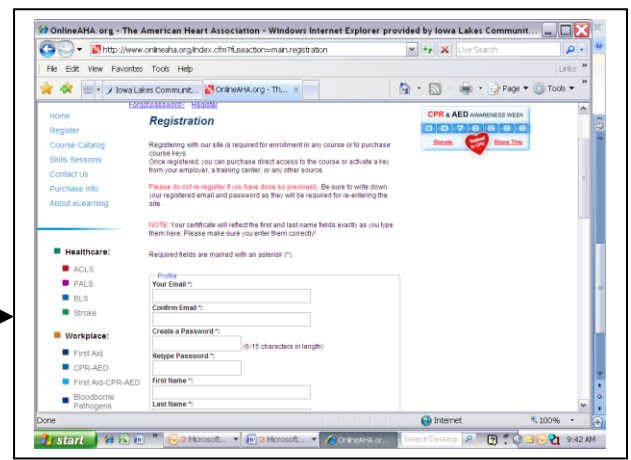 OnlineAHA.org - The American Heart Association - Windows Internet Explorer provided by Iowa Lakes Communit...
http://www.onlineaha.org/index.cfm?fuseaction=main.registration
Live Search
File Edit View Favorites Tools Help
Links
Iowa Lakes Communit...
OnlineAHA.org - Th...
Page
Tools
Forgot password? Register
Home
Register
Course Catalog
Skills Sessions
Contact Us
Purchase Info
About eLearning
Healthcare:
ACLS
PALS
BLS
Stroke
Workplace:
First Aid
CPR-AED
First Aid-CPR-AED
Bloodborne
Pathogens
Registration
Registering with our site is required for enrollment in any course or to purchase
course keys.
Once registered, you can purchase direct access to the course or activate a key
from your employer, a training center, or any other source.
Please do not re-register if you have done so previously. Be sure to write down
your registered email and password as they will be required for re-entering the
site.
NOTE: Your certificate will reflect the first and last name fields exactly as you type
them here. Please make sure you enter them correctly!
Required fields are marked with an asterisk (*).
Profile
Your Email *:
Confirm Email *:
Create a Password *:
(6-15 characters in length)
Retype Password *:
First Name *:
Last Name *:
CPR & AED AWARENESS WEEK
Donate
Trained in CPR
Share This
Done
Internet
100%
start
2 Microsoft...
2 Microsoft...
OnlineAHA.or...
Search Desktop
9:42 AM